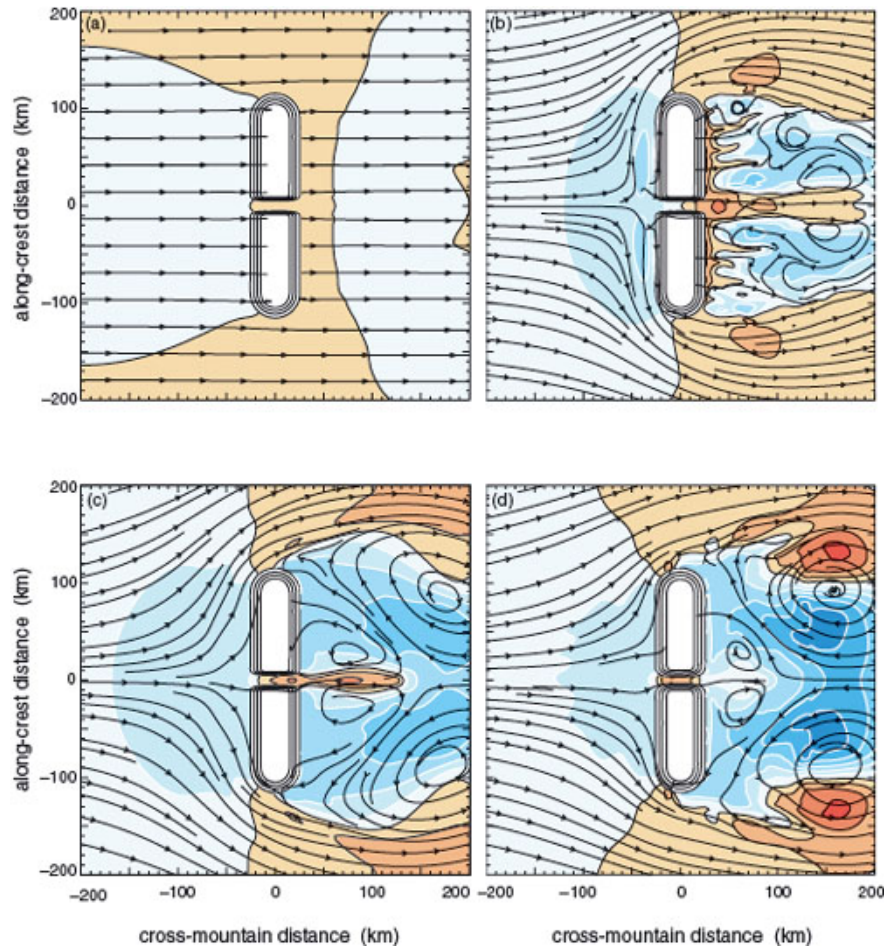 (a)
(b)
along-crest distance (km)
200
100
0
−100
−200
(c)
(d)
along-crest distance (km)
200
100
0
−100
−200
−200 −100 0 100 200
−200 −100 0 100 200
cross-mountain distance (km)
cross-mountain distance (km)